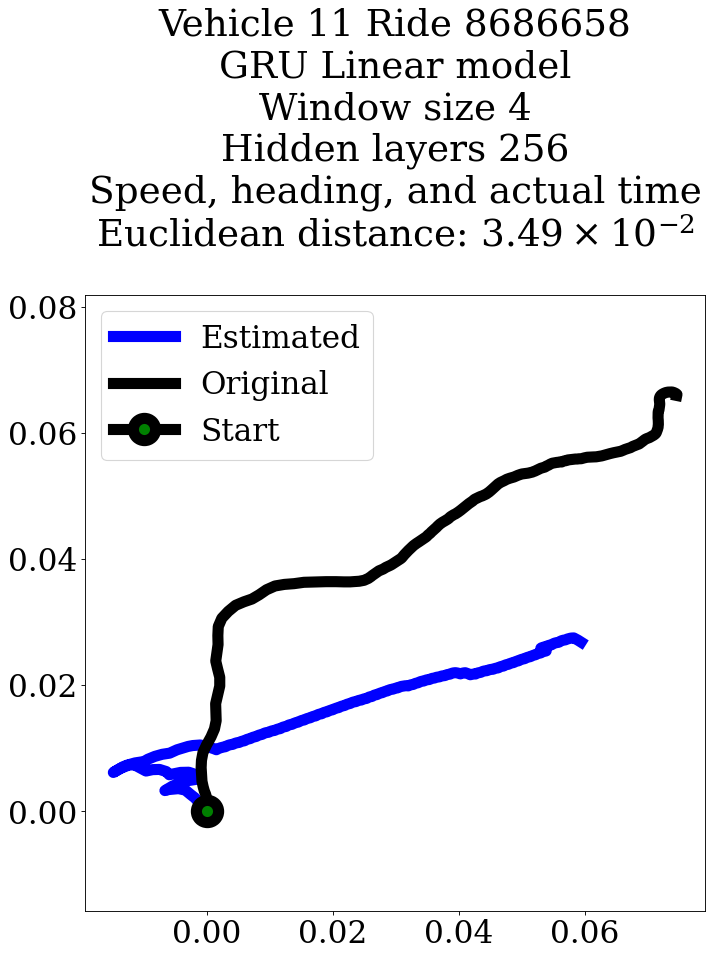 Vehicle 11 Ride 8686658
GRU Linear model
Window size 4
Hidden layers 256
Speed, heading, and actual time
Euclidean distance: 3.49 × 10⁻²
0.08
0.06
0.04
0.02
0.00
Estimated
Original
Start
0.00 0.02 0.04 0.06